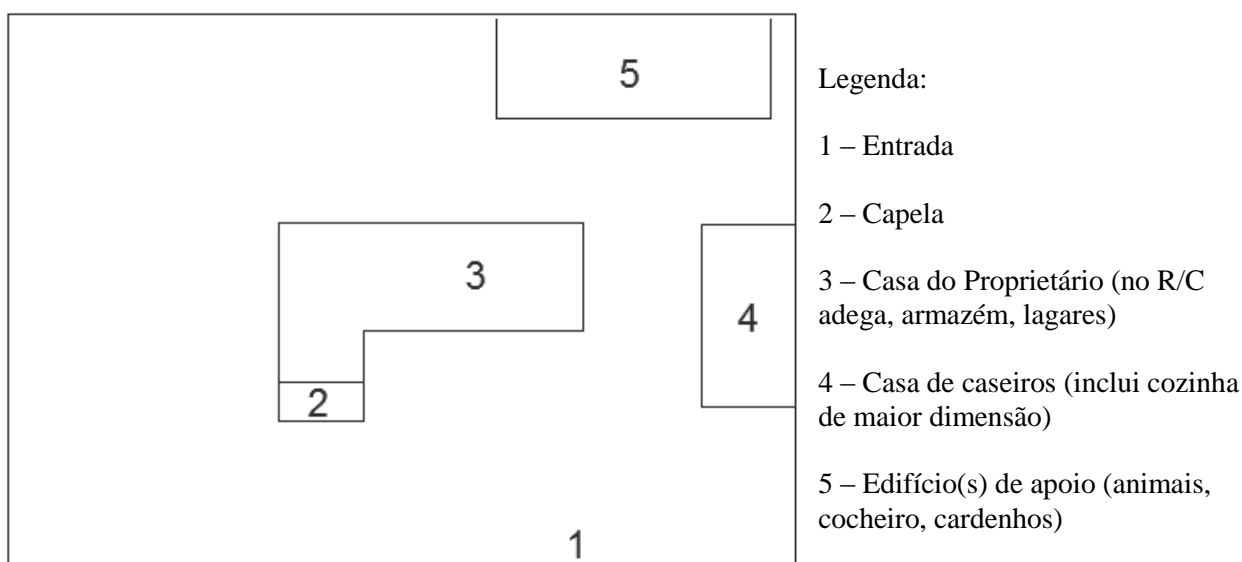 5
3
4
2
1
Legenda:
1 – Entrada
2 – Capela
3 – Casa do Proprietário (no R/C
adega, armazém, lagares)
4 – Casa de caseiros (inclui cozinha
de maior dimensão)
5 – Edifício(s) de apoio (animais,
cocheiro, cardenhos)